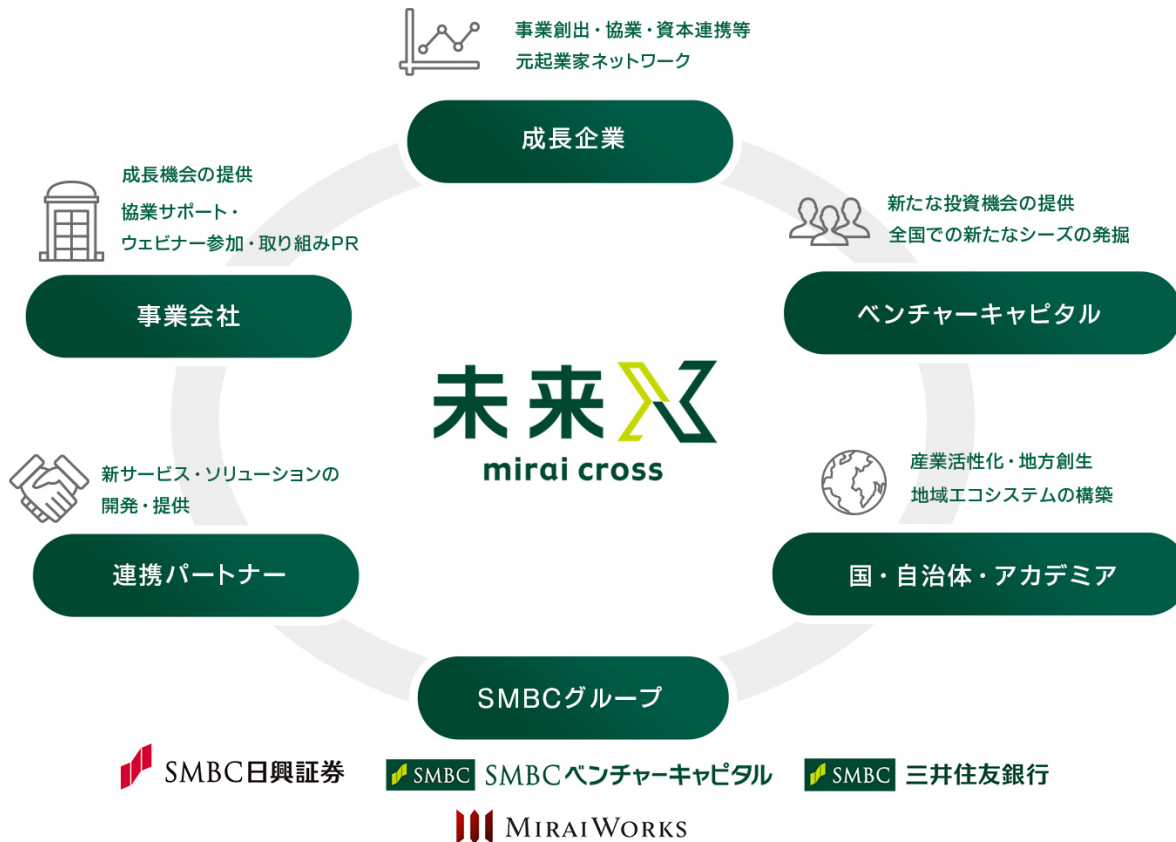 事業創出・協業・資本連携等
元起業家ネットワーク
成長企業
成長機会の提供
協業サポート・
ウェビナー参加・取り組みPR
事業会社
新たな投資機会の提供
全国での新たなシーズの発掘
ベンチャーキャピタル
未来X
mirai cross
新サービス・ソリューションの
開発・提供
連携パートナー
産業活性化・地方創生
地域エコシステムの構築
国・自治体・アカデミア
SMBCグループ
SMBC日興証券
SMBC SMBCベンチャーキャピタル
SMBC 三井住友銀行
MIRAIWORKS